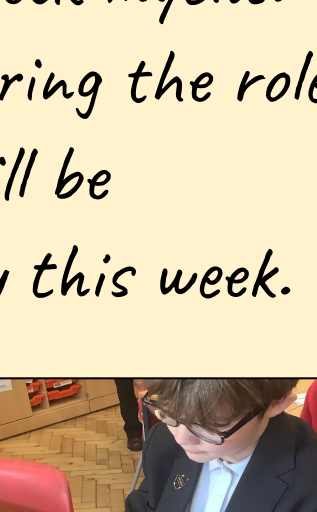 ring the role
ll be
this week.